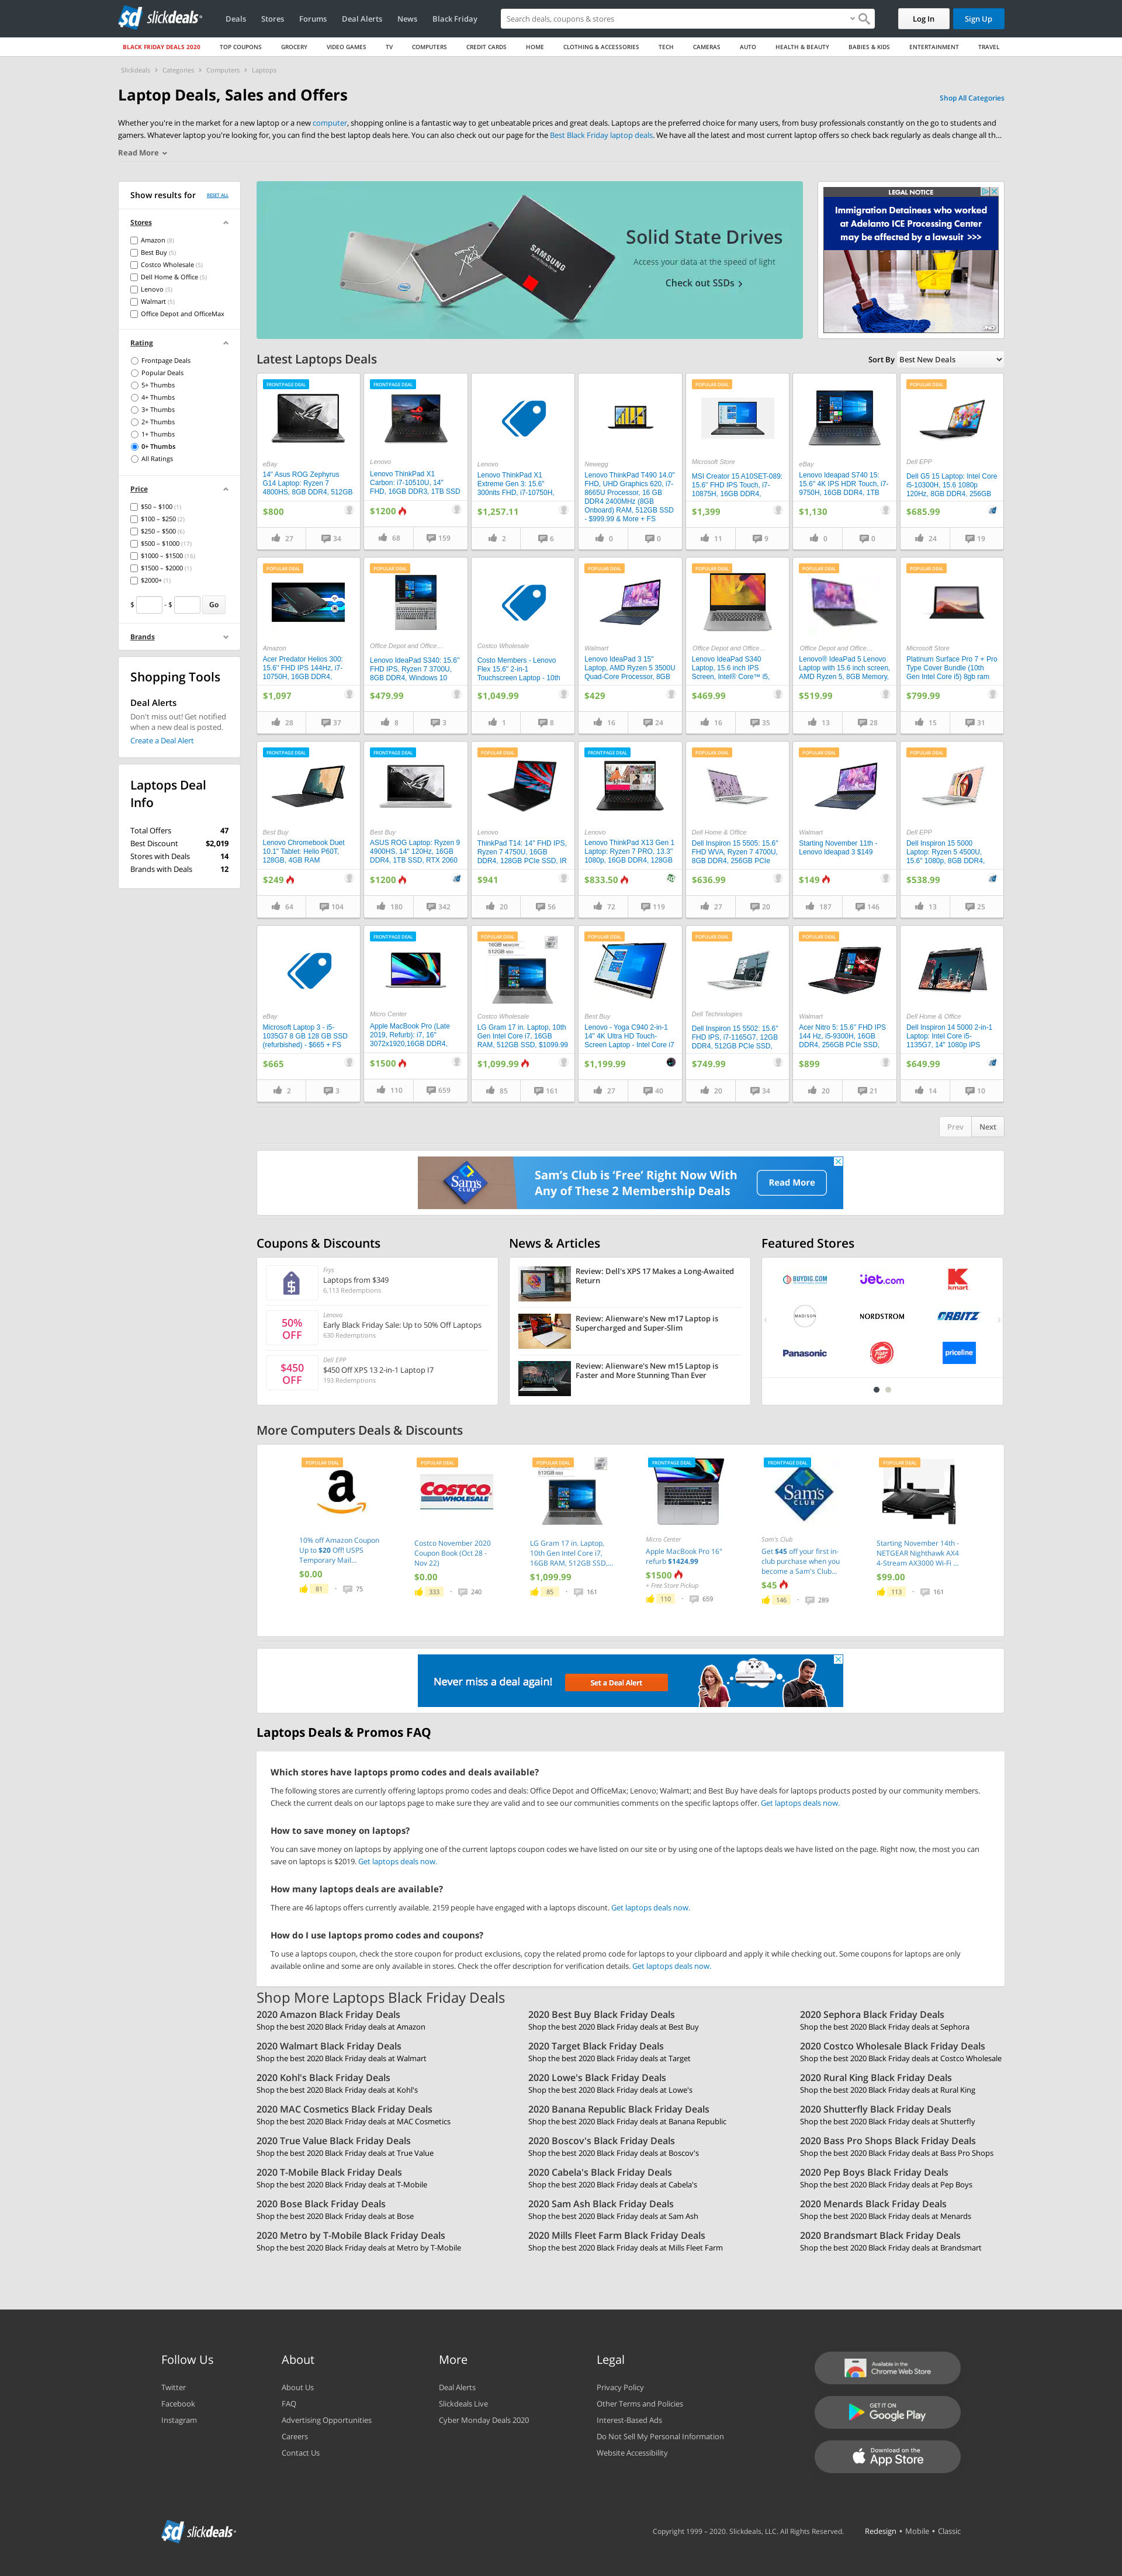 sd slickdeals
Deals
Stores
Forums
Deal Alerts
News
Black Friday
Search deals, coupons & stores
Log In
Sign Up
BLACK FRIDAY DEALS 2020
TOP COUPONS
GROCERY
VIDEO GAMES
TV
COMPUTERS
CREDIT CARDS
HOME
CLOTHING & ACCESSORIES
TECH
CAMERAS
AUTO
HEALTH & BEAUTY
BABIES & KIDS
ENTERTAINMENT
TRAVEL
Slickdeals > Categories > Computers > Laptops
Laptop Deals, Sales and Offers
Shop All Categories
Whether you're in the market for a new laptop or a new computer, shopping online is a fantastic way to get unbeatable prices and great deals. Laptops are the preferred choice for many users, from busy professionals constantly on the go to students and
gamers. Whatever laptop you're looking for, you can find the best laptop deals here. You can also check out our page for the Best Black Friday laptop deals. We have all the latest and most current laptop offers so check back regularly as deals change all th...
Read More
Show results for
RESET ALL
Stores
Amazon (8)
Best Buy (5)
Costco Wholesale (5)
Dell Home & Office (5)
Lenovo (5)
Walmart (5)
Office Depot and OfficeMax
Rating
Frontpage Deals
Popular Deals
5+ Thumbs
4+ Thumbs
3+ Thumbs
2+ Thumbs
1+ Thumbs
0+ Thumbs
All Ratings
Price
$50 – $100 (1)
$100 – $250 (2)
$250 – $500 (6)
$500 – $1000 (17)
$1000 – $1500 (16)
$1500 – $2000 (1)
$2000+ (1)
$ - $ Go
Brands
Shopping Tools
Deal Alerts
Don't miss out! Get notified
when a new deal is posted.
Create a Deal Alert
Laptops Deal
Info
Total Offers 47
Best Discount $2,019
Stores with Deals 14
Brands with Deals 12
SAMSUNG
Solid State Drives
Access your data at the speed of light
Check out SSDs >
LEGAL NOTICE
Immigration Detainees who worked
at Adelanto ICE Processing Center
may be affected by a lawsuit >>>
Latest Laptops Deals
Sort By Best New Deals
FRONTPAGE DEAL
eBay
14" Asus ROG Zephyrus
G14 Laptop: Ryzen 7
4800HS, 8GB DDR4, 512GB
$800
27 34
FRONTPAGE DEAL
Lenovo
Lenovo ThinkPad X1
Carbon: i7-10510U, 14"
FHD, 16GB DDR3, 1TB SSD
$1200
68 159
Lenovo
Lenovo ThinkPad X1
Extreme Gen 3: 15.6"
300nits FHD, i7-10750H,
$1,257.11
2 6
Newegg
Lenovo ThinkPad T490 14.0"
FHD, UHD Graphics 620, i7-
8665U Processor, 16 GB
DDR4 2400MHz (8GB
Onboard) RAM, 512GB SSD
- $999.99 & More + FS
0 0
POPULAR DEAL
Microsoft Store
MSI Creator 15 A10SET-089:
15.6" FHD IPS Touch, i7-
10875H, 16GB DDR4,
$1,399
11 9
eBay
Lenovo Ideapad S740 15:
15.6" 4K IPS HDR Touch, i7-
9750H, 16GB DDR4, 1TB
$1,130
0 0
POPULAR DEAL
Dell EPP
Dell G5 15 Laptop: Intel Core
i5-10300H, 15.6 1080p
120Hz, 8GB DDR4, 256GB
$685.99
24 19
POPULAR DEAL
Amazon
Acer Predator Helios 300:
15.6" FHD IPS 144Hz, i7-
10750H, 16GB DDR4,
$1,097
28 37
POPULAR DEAL
Office Depot and Office...
Lenovo IdeaPad S340: 15.6"
FHD IPS, Ryzen 7 3700U,
8GB DDR4, Windows 10
$479.99
8 3
Costco Wholesale
Costo Members - Lenovo
Flex 15.6" 2-in-1
Touchscreen Laptop - 10th
$1,049.99
1 8
POPULAR DEAL
Walmart
Lenovo IdeaPad 3 15"
Laptop, AMD Ryzen 5 3500U
Quad-Core Processor, 8GB
$429
16 24
POPULAR DEAL
Office Depot and Office...
Lenovo IdeaPad S340
Laptop, 15.6 inch IPS
Screen, Intel® Core™ i5,
$469.99
16 35
POPULAR DEAL
Office Depot and Office...
Lenovo® IdeaPad 5 Lenovo
Laptop with 15.6 inch screen,
AMD Ryzen 5, 8GB Memory,
$519.99
13 28
POPULAR DEAL
Microsoft Store
Platinum Surface Pro 7 + Pro
Type Cover Bundle (10th
Gen Intel Core i5) 8gb ram
$799.99
15 31
FRONTPAGE DEAL
Best Buy
Lenovo Chromebook Duet
10.1" Tablet: Helio P60T,
128GB, 4GB RAM
$249
64 104
FRONTPAGE DEAL
Best Buy
ASUS ROG Laptop: Ryzen 9
4900HS, 14" 120Hz, 16GB
DDR4, 1TB SSD, RTX 2060
$1200
180 342
POPULAR DEAL
Lenovo
ThinkPad T14: 14" FHD IPS,
Ryzen 7 4750U, 16GB
DDR4, 128GB PCIe SSD, IR
$941
20 56
FRONTPAGE DEAL
Lenovo
Lenovo ThinkPad X13 Gen 1
Laptop: Ryzen 7 PRO, 13.3"
1080p, 16GB DDR4, 128GB
$833.50
72 119
POPULAR DEAL
Dell Home & Office
Dell Inspiron 15 5505: 15.6"
FHD WVA, Ryzen 7 4700U,
8GB DDR4, 256GB PCIe
$636.99
27 20
POPULAR DEAL
Walmart
Starting November 11th -
Lenovo Ideapad 3 $149
$149
187 146
POPULAR DEAL
Dell EPP
Dell Inspiron 15 5000
Laptop: Ryzen 5 4500U,
15.6" 1080p, 8GB DDR4,
$538.99
13 25
eBay
Microsoft Laptop 3 - i5-
1035G7 8 GB 128 GB SSD
(refurbished) - $665 + FS
$665
2 3
FRONTPAGE DEAL
Micro Center
Apple MacBook Pro (Late
2019, Refurb): i7, 16"
3072x1920,16GB DDR4,
$1500
110 659
POPULAR DEAL
16GB MEMORY
512GB SSD
Costco Wholesale
LG Gram 17 in. Laptop, 10th
Gen Intel Core i7, 16GB
RAM, 512GB SSD, $1099.99
$1,099.99
85 161
POPULAR DEAL
Best Buy
Lenovo - Yoga C940 2-in-1
14" 4K Ultra HD Touch-
Screen Laptop - Intel Core i7
$1,199.99
27 40
POPULAR DEAL
Dell Technologies
Dell Inspiron 15 5502: 15.6"
FHD IPS, i7-1165G7, 12GB
DDR4, 512GB PCIe SSD,
$749.99
20 34
POPULAR DEAL
Walmart
Acer Nitro 5: 15.6" FHD IPS
144 Hz, i5-9300H, 16GB
DDR4, 256GB PCIe SSD,
$899
20 21
Dell Home & Office
Dell Inspiron 14 5000 2-in-1
Laptop: Intel Core i5-
1135G7, 14" 1080p IPS
$649.99
14 10
Prev Next
Sam's CLUB
Sam's Club is 'Free' Right Now With
Any of These 2 Membership Deals
Read More
Coupons & Discounts
Frys
Laptops from $349
6,113 Redemptions
50%
OFF
Lenovo
Early Black Friday Sale: Up to 50% Off Laptops
630 Redemptions
$450
OFF
Dell EPP
$450 Off XPS 13 2-in-1 Laptop I7
193 Redemptions
News & Articles
Review: Dell's XPS 17 Makes a Long-Awaited
Return
Review: Alienware's New m17 Laptop is
Supercharged and Super-Slim
Review: Alienware's New m15 Laptop is
Faster and More Stunning Than Ever
Featured Stores
BUYDIG.COM
jet.com
kmart
MADISON
NORDSTROM
ORBITZ
Panasonic
Pizza Hut
priceline
More Computers Deals & Discounts
POPULAR DEAL
10% off Amazon Coupon
Up to $20 Off! USPS
Temporary Mail...
$0.00
81 · 75
POPULAR DEAL
COSTCO
WHOLESALE
Costco November 2020
Coupon Book (Oct 28 -
Nov 22)
$0.00
333 · 240
POPULAR DEAL
512GB SSD
LG Gram 17 in. Laptop,
10th Gen Intel Core i7,
16GB RAM, 512GB SSD,...
$1,099.99
85 · 161
FRONTPAGE DEAL
Micro Center
Apple MacBook Pro 16"
refurb $1424.99
$1500
+ Free Store Pickup
110 · 659
FRONTPAGE DEAL
Sam's CLUB
Sam's Club
Get $45 off your first in-
club purchase when you
become a Sam's Club...
$45
146 · 289
POPULAR DEAL
Starting November 14th -
NETGEAR Nighthawk AX4
4-Stream AX3000 Wi-Fi ...
$99.00
113 · 161
Never miss a deal again!
Set a Deal Alert
Laptops Deals & Promos FAQ
Which stores have laptops promo codes and deals available?
The following stores are currently offering laptops promo codes and deals: Office Depot and OfficeMax; Lenovo; Walmart; and Best Buy have deals for laptops products posted by our community members.
Check the current deals on our laptops page to make sure they are valid and to see our communities comments on the specific laptops offer. Get laptops deals now.
How to save money on laptops?
You can save money on laptops by applying one of the current laptops coupon codes we have listed on our site or by using one of the laptops deals we have listed on the page. Right now, the most you can
save on laptops is $2019. Get laptops deals now.
How many laptops deals are available?
There are 46 laptops offers currently available. 2159 people have engaged with a laptops discount. Get laptops deals now.
How do I use laptops promo codes and coupons?
To use a laptops coupon, check the store coupon for product exclusions, copy the related promo code for laptops to your clipboard and apply it while checking out. Some coupons for laptops are only
available online and some are only available in stores. Check the offer description for verification details. Get laptops deals now.
Shop More Laptops Black Friday Deals
2020 Amazon Black Friday Deals
Shop the best 2020 Black Friday deals at Amazon
2020 Best Buy Black Friday Deals
Shop the best 2020 Black Friday deals at Best Buy
2020 Sephora Black Friday Deals
Shop the best 2020 Black Friday deals at Sephora
2020 Walmart Black Friday Deals
Shop the best 2020 Black Friday deals at Walmart
2020 Target Black Friday Deals
Shop the best 2020 Black Friday deals at Target
2020 Costco Wholesale Black Friday Deals
Shop the best 2020 Black Friday deals at Costco Wholesale
2020 Kohl's Black Friday Deals
Shop the best 2020 Black Friday deals at Kohl's
2020 Lowe's Black Friday Deals
Shop the best 2020 Black Friday deals at Lowe's
2020 Rural King Black Friday Deals
Shop the best 2020 Black Friday deals at Rural King
2020 MAC Cosmetics Black Friday Deals
Shop the best 2020 Black Friday deals at MAC Cosmetics
2020 Banana Republic Black Friday Deals
Shop the best 2020 Black Friday deals at Banana Republic
2020 Shutterfly Black Friday Deals
Shop the best 2020 Black Friday deals at Shutterfly
2020 True Value Black Friday Deals
Shop the best 2020 Black Friday deals at True Value
2020 Boscov's Black Friday Deals
Shop the best 2020 Black Friday deals at Boscov's
2020 Bass Pro Shops Black Friday Deals
Shop the best 2020 Black Friday deals at Bass Pro Shops
2020 T-Mobile Black Friday Deals
Shop the best 2020 Black Friday deals at T-Mobile
2020 Cabela's Black Friday Deals
Shop the best 2020 Black Friday deals at Cabela's
2020 Pep Boys Black Friday Deals
Shop the best 2020 Black Friday deals at Pep Boys
2020 Bose Black Friday Deals
Shop the best 2020 Black Friday deals at Bose
2020 Sam Ash Black Friday Deals
Shop the best 2020 Black Friday deals at Sam Ash
2020 Menards Black Friday Deals
Shop the best 2020 Black Friday deals at Menards
2020 Metro by T-Mobile Black Friday Deals
Shop the best 2020 Black Friday deals at Metro by T-Mobile
2020 Mills Fleet Farm Black Friday Deals
Shop the best 2020 Black Friday deals at Mills Fleet Farm
2020 Brandsmart Black Friday Deals
Shop the best 2020 Black Friday deals at Brandsmart
Follow Us
Twitter
Facebook
Instagram
About
About Us
FAQ
Advertising Opportunities
Careers
Contact Us
More
Deal Alerts
Slickdeals Live
Cyber Monday Deals 2020
Legal
Privacy Policy
Other Terms and Policies
Interest-Based Ads
Do Not Sell My Personal Information
Website Accessibility
Available in the
Chrome Web Store
GET IT ON
Google Play
Download on the
App Store
sd slickdeals
Copyright 1999 – 2020. Slickdeals, LLC. All Rights Reserved.
Redesign • Mobile • Classic